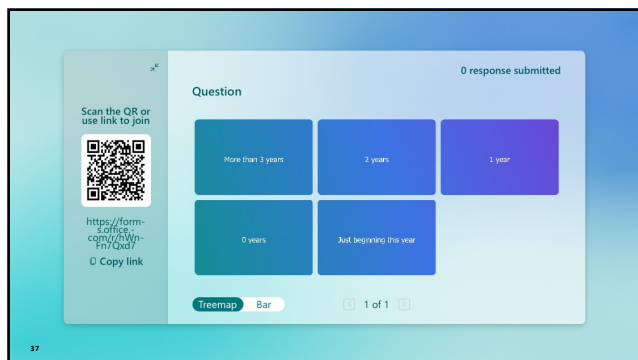 0 response submitted
Question
Scan the QR or
use link to join
https://form-
s.office.-
com/r/hWn-
Fn7Qxd7
Copy link
More than 3 years
2 years
1 year
0 years
Just beginning this year
Treemap
Bar
1 of 1
37